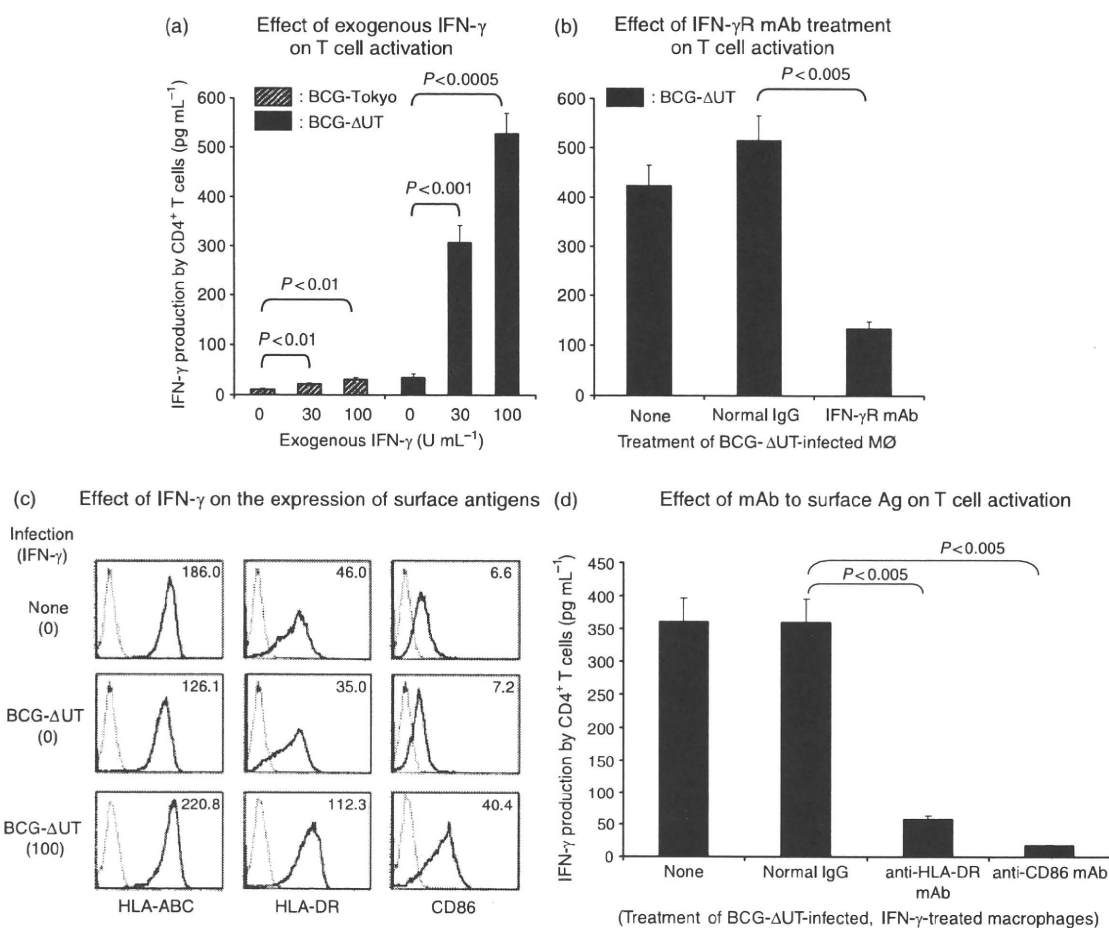 (a)
Effect of exogenous IFN-γ
on T cell activation
IFN-γ production by CD4⁺ T cells (pg mL⁻¹)
600
500
400
300
200
100
0
: BCG-Tokyo
: BCG-ΔUT
P<0.0005
P<0.001
P<0.01
P<0.01
0 30 100 0 30 100
Exogenous IFN-γ (U mL⁻¹)
(b)
Effect of IFN-γR mAb treatment
on T cell activation
600
500
400
300
200
100
0
: BCG-ΔUT
P<0.005
None Normal IgG IFN-γR mAb
Treatment of BCG-ΔUT-infected MØ
(c) Effect of IFN-γ on the expression of surface antigens
Infection
(IFN-γ)
None
(0)
186.0 46.0 6.6
BCG-ΔUT
(0)
126.1 35.0 7.2
BCG-ΔUT
(100)
220.8 112.3 40.4
HLA-ABC HLA-DR CD86
(d) Effect of mAb to surface Ag on T cell activation
IFN-γ production by CD4⁺ T cells (pg mL⁻¹)
450
400
350
300
250
200
150
100
50
0
P<0.005
P<0.005
None Normal IgG anti-HLA-DR anti-CD86 mAb
mAb
(Treatment of BCG-ΔUT-infected, IFN-γ-treated macrophages)